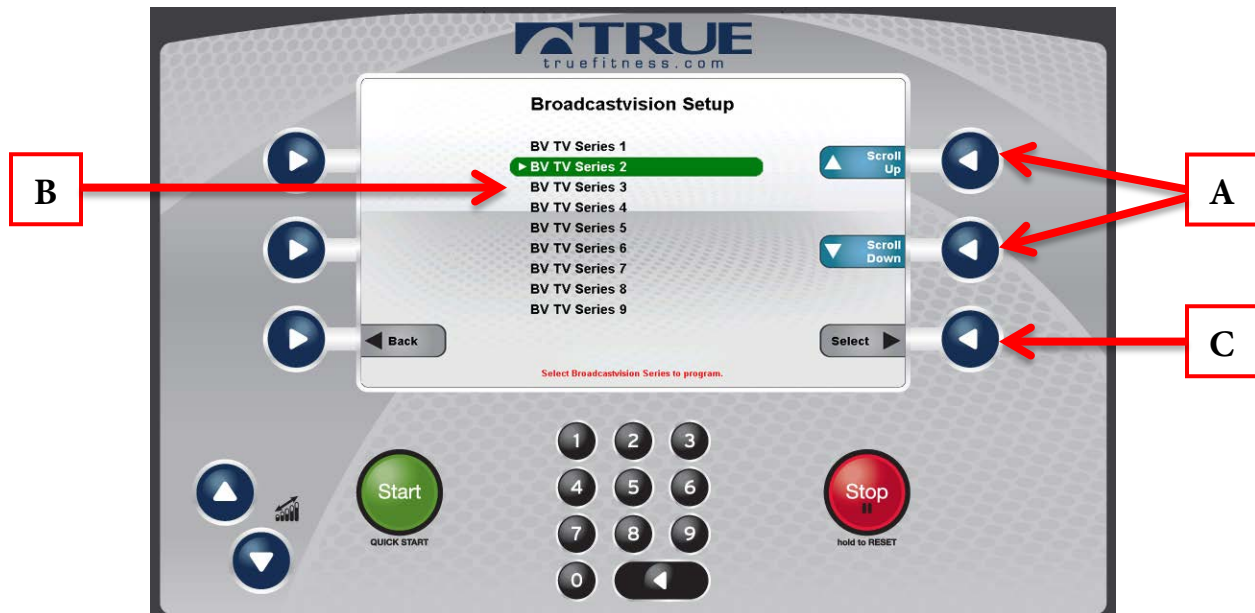 TRUE
truefitness.com
Broadcastvision Setup
BV TV Series 1
BV TV Series 2
BV TV Series 3
BV TV Series 4
BV TV Series 5
BV TV Series 6
BV TV Series 7
BV TV Series 8
BV TV Series 9
Scroll
Up
Scroll
Down
Back
Select
Select Broadcastvision Series to program.
B
A
C
1 2 3
4 5 6
7 8 9
0
Start
QUICK START
Stop
hold to RESET